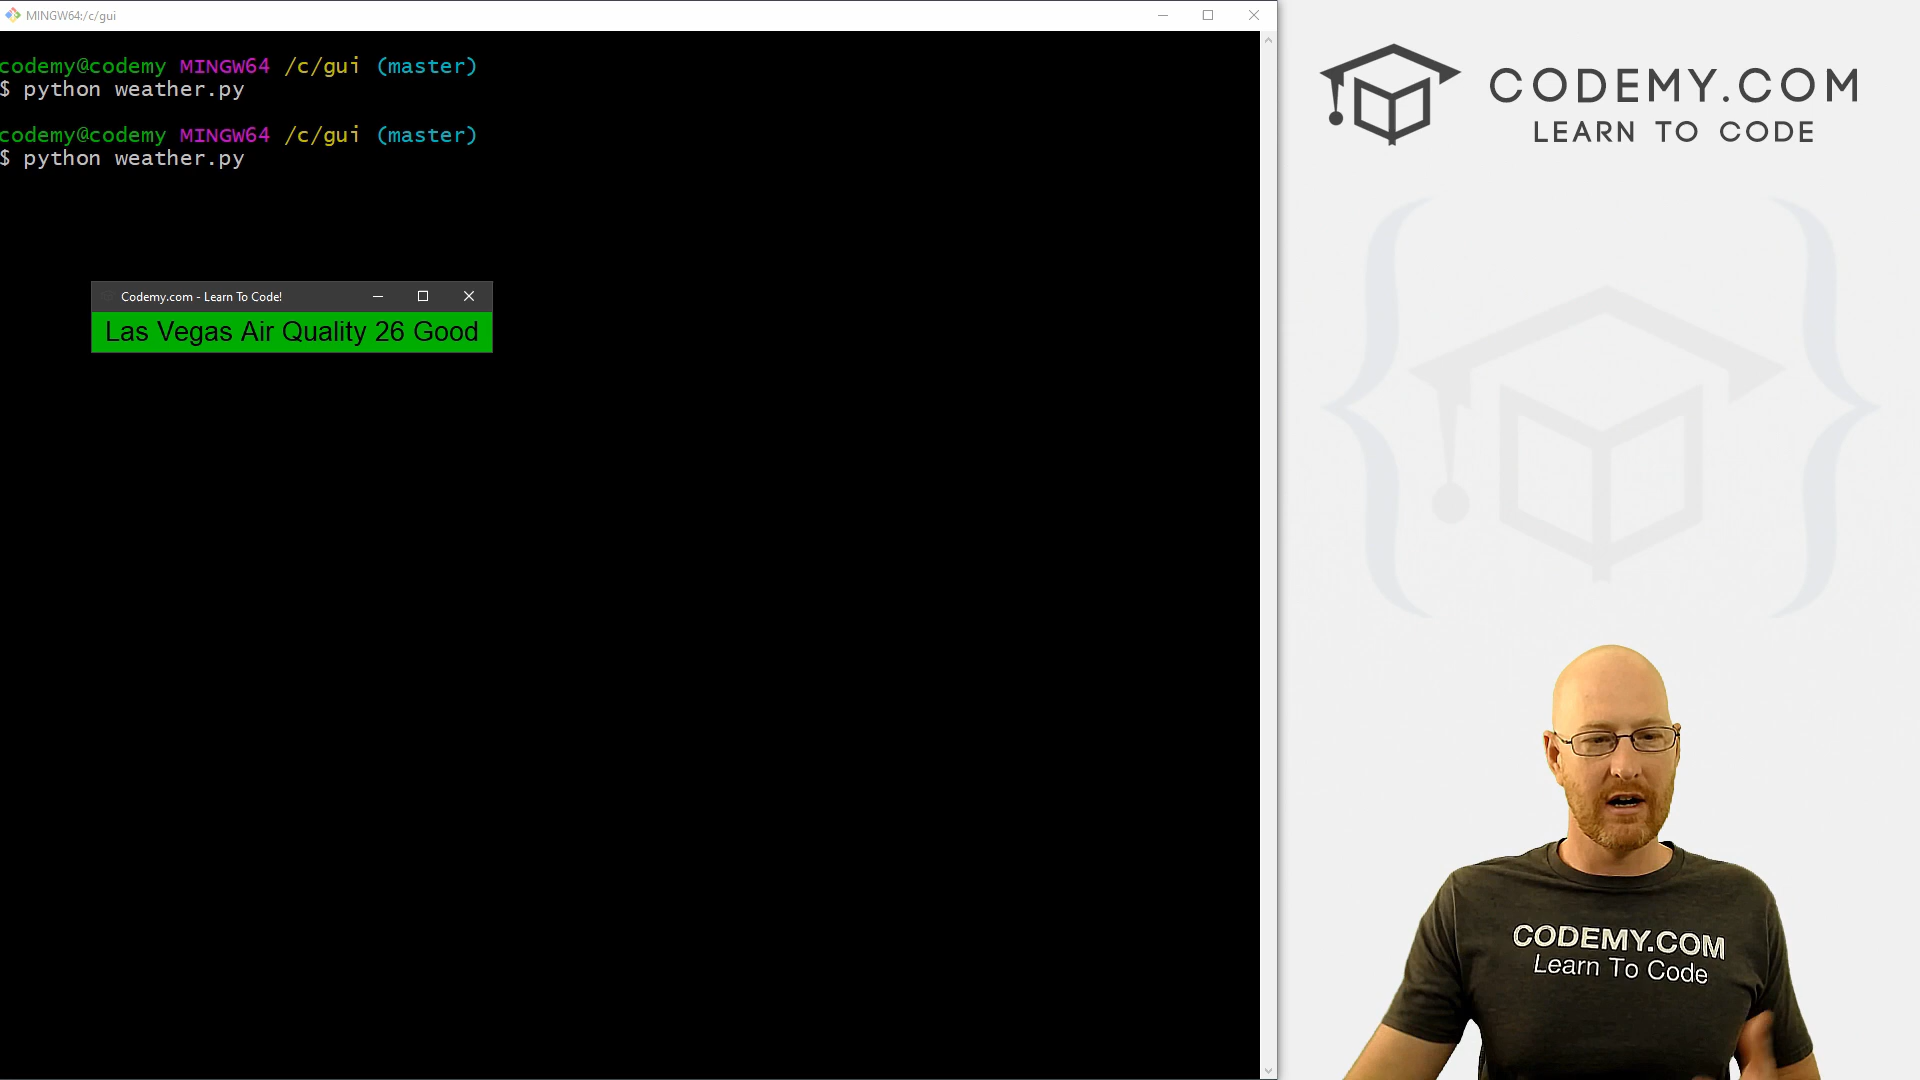 MINGW64:/c/gui
codemy@codemy MINGW64 /c/gui (master)
$ python weather.py
codemy@codemy MINGW64 /c/gui (master)
$ python weather.py
Codemy.com - Learn To Code!
Las Vegas Air Quality 26 Good
CODEMY.COM
LEARN TO CODE
CODEMY.COM
Learn To Code